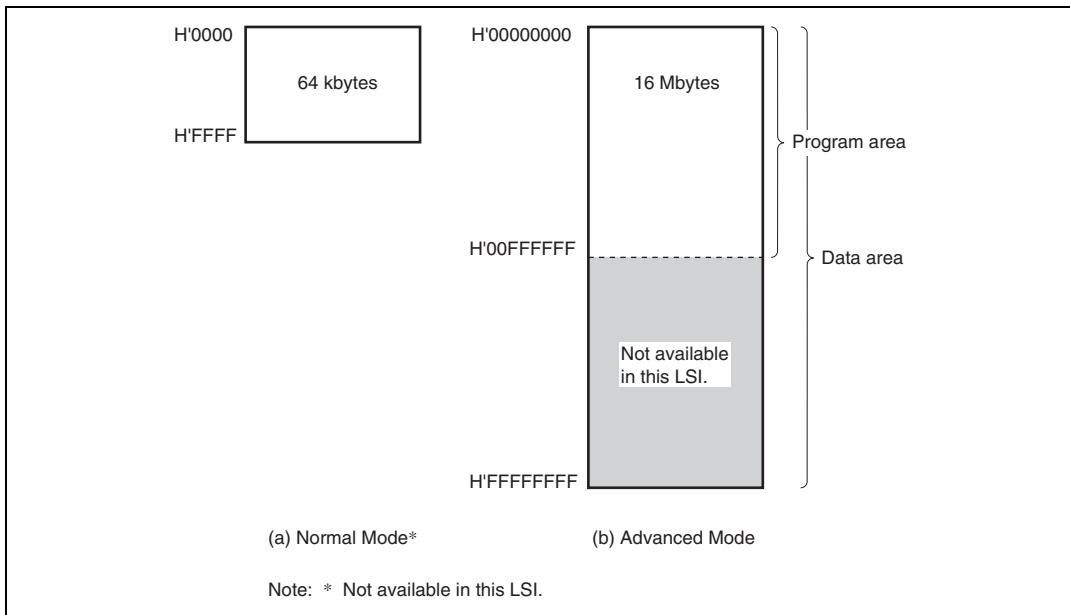 H'0000
64 kbytes
H'FFFF
H'00000000
16 Mbytes
Program area
H'00FFFFFF
Data area
Not available
in this LSI.
H'FFFFFFFF
(a) Normal Mode*
(b) Advanced Mode
Note: * Not available in this LSI.